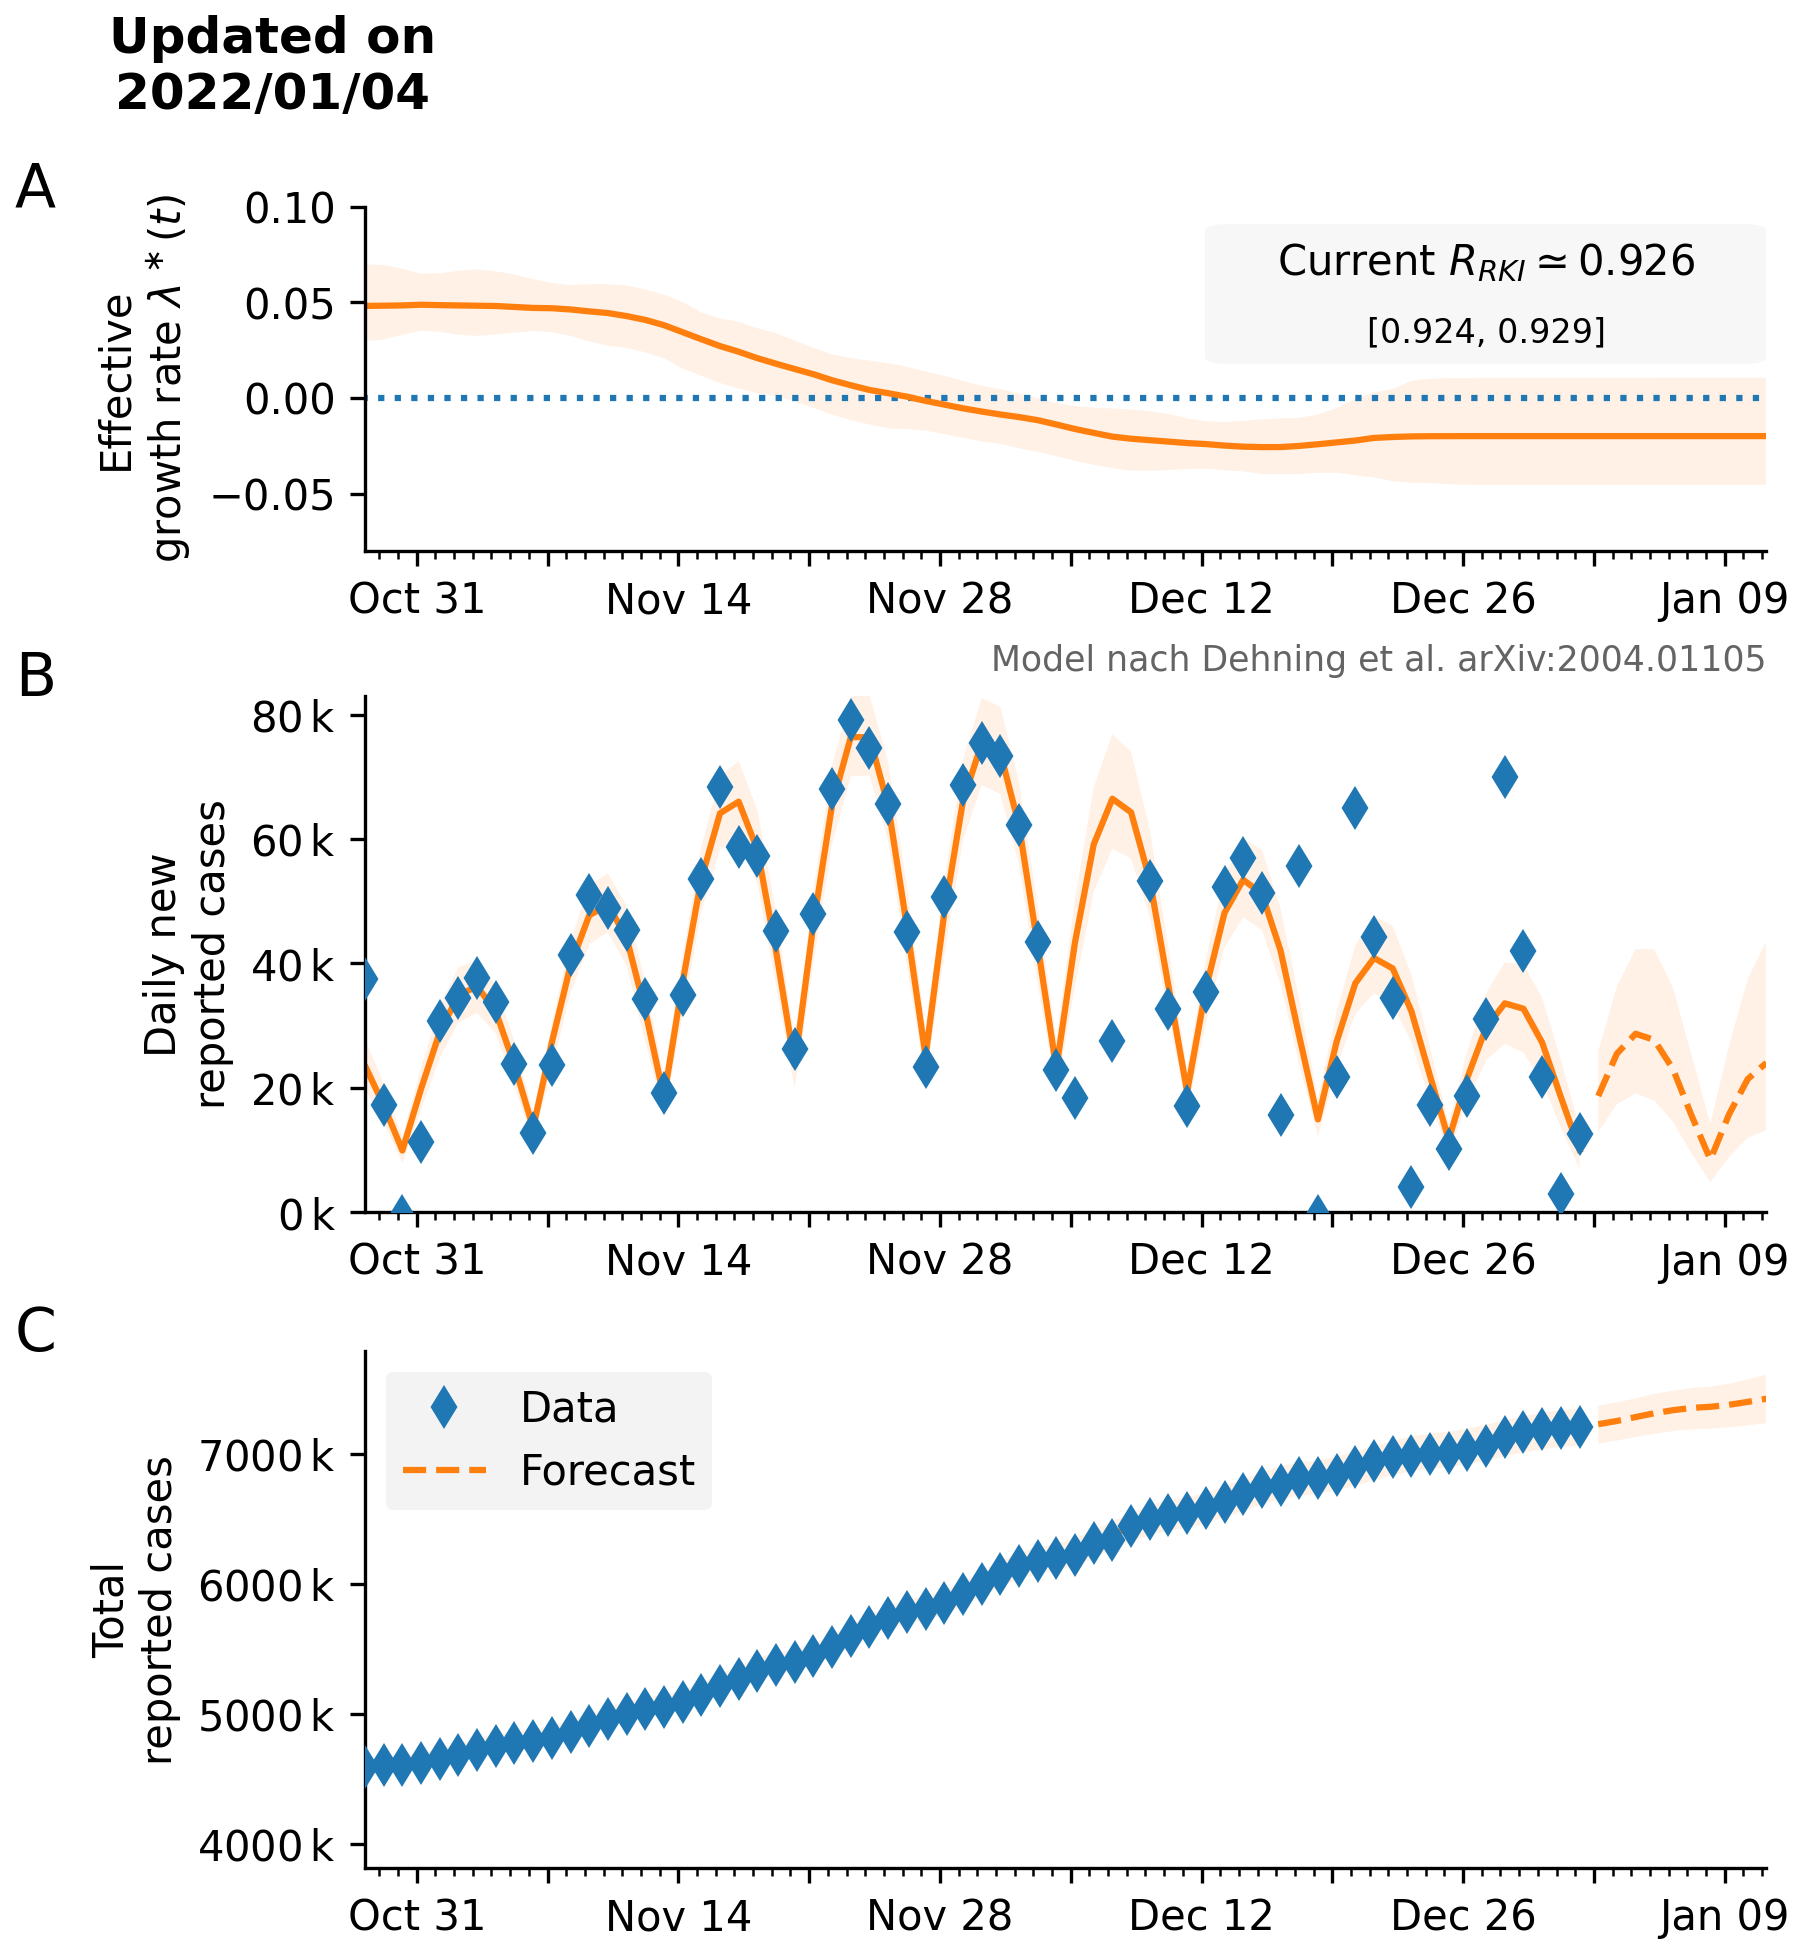 Updated on
2022/01/04
A
Effective
growth rate λ * (t)
0.10
0.05
0.00
−0.05
Current R_RKI ≃ 0.926
[0.924, 0.929]
Oct 31 Nov 14 Nov 28 Dec 12 Dec 26 Jan 09
Model nach Dehning et al. arXiv:2004.01105
B
Daily new
reported cases
80 k
60 k
40 k
20 k
0 k
Oct 31 Nov 14 Nov 28 Dec 12 Dec 26 Jan 09
C
Total
reported cases
7000 k
6000 k
5000 k
4000 k
Data
Forecast
Oct 31 Nov 14 Nov 28 Dec 12 Dec 26 Jan 09